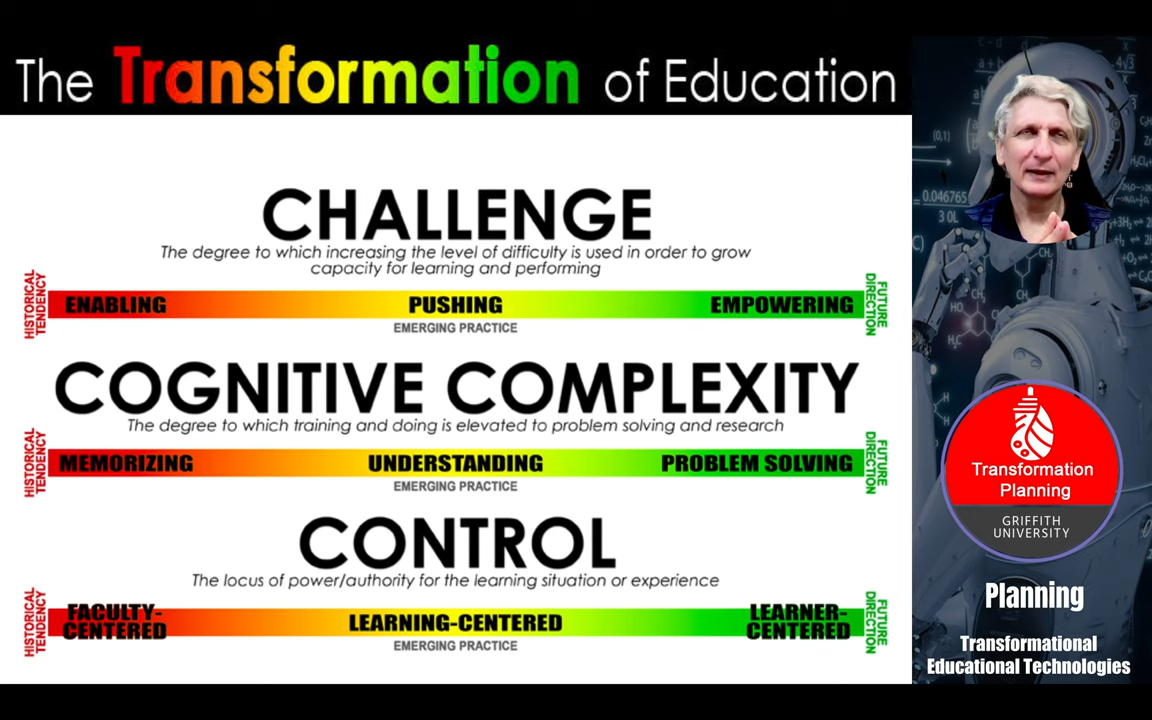 The Transformation of Education
CHALLENGE
The degree to which increasing the level of difficulty is used in order to grow
capacity for learning and performing
HISTORICAL
TENDENCY
ENABLING
PUSHING
EMPOWERING
FUTURE
DIRECTION
EMERGING PRACTICE
COGNITIVE COMPLEXITY
The degree to which training and doing is elevated to problem solving and research
HISTORICAL
TENDENCY
MEMORIZING
UNDERSTANDING
PROBLEM SOLVING
FUTURE
DIRECTION
EMERGING PRACTICE
CONTROL
The locus of power/authority for the learning situation or experience
HISTORICAL
TENDENCY
FACULTY-
CENTERED
LEARNING-CENTERED
LEARNER-
CENTERED
FUTURE
DIRECTION
EMERGING PRACTICE
0.046765
3 0L
Transformation
Planning
GRIFFITH
UNIVERSITY
Planning
Transformational
Educational Technologies